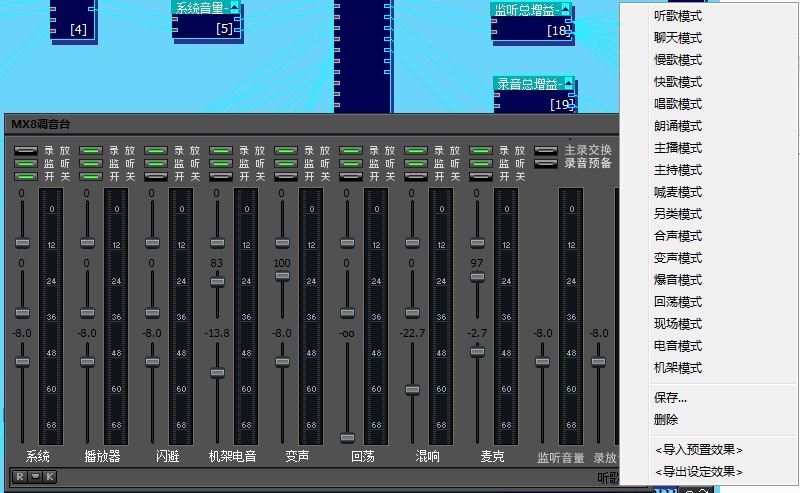 系统音量-
监听总增益-
[4]
[5]
[18]
录音总增益-
[19]
MX8调音台
录 放 录 放 录 放 录 放 录 放 录 放 录 放 录 放 主录交换
监 听 监 听 监 听 监 听 监 听 监 听 监 听 监 听 录音预备
开 关 开 关 开 关 开 关 开 关 开 关 开 关 开 关
0 0 0 0 0 0 0 0
0 0 0 0 0 0 0 0 0
12 12 12 12 12 12 12 12 12
0 0 0 83 100 0 0 97
24 24 24 24 24 24 24 24 24
36 36 36 36 36 36 36 36 36
-8.0 -8.0 -8.0 -13.8 -8.0 -oo -22.7 -2.7 -8.0 -8.0
48 48 48 48 48 48 48 48 48
60 60 60 60 60 60 60 60 60
68 68 68 68 68 68 68 68 68
系统 播放器 闪避 机架电音 变声 回荡 混响 麦克 监听音量 录放
R K
听歌
听歌模式
聊天模式
慢歌模式
快歌模式
唱歌模式
朗诵模式
主播模式
主持模式
喊麦模式
另类模式
合声模式
变声模式
爆音模式
回荡模式
现场模式
电音模式
机架模式
保存...
删除
<导入预置效果>
<导出设定效果>